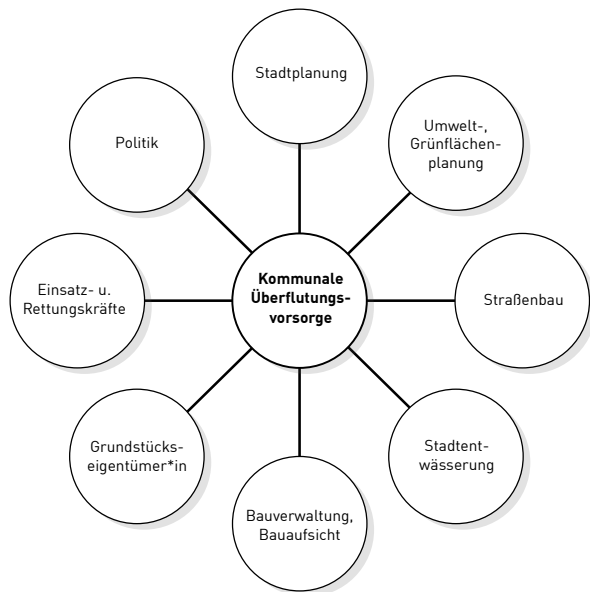 Stadtplanung
Umwelt-,
Grünflächen-
planung
Politik
Kommunale
Überflutungs-
vorsorge
Einsatz- u.
Rettungskräfte
Straßenbau
Grundstücks-
eigentümer*in
Stadtent-
wässerung
Bauverwaltung,
Bauaufsicht